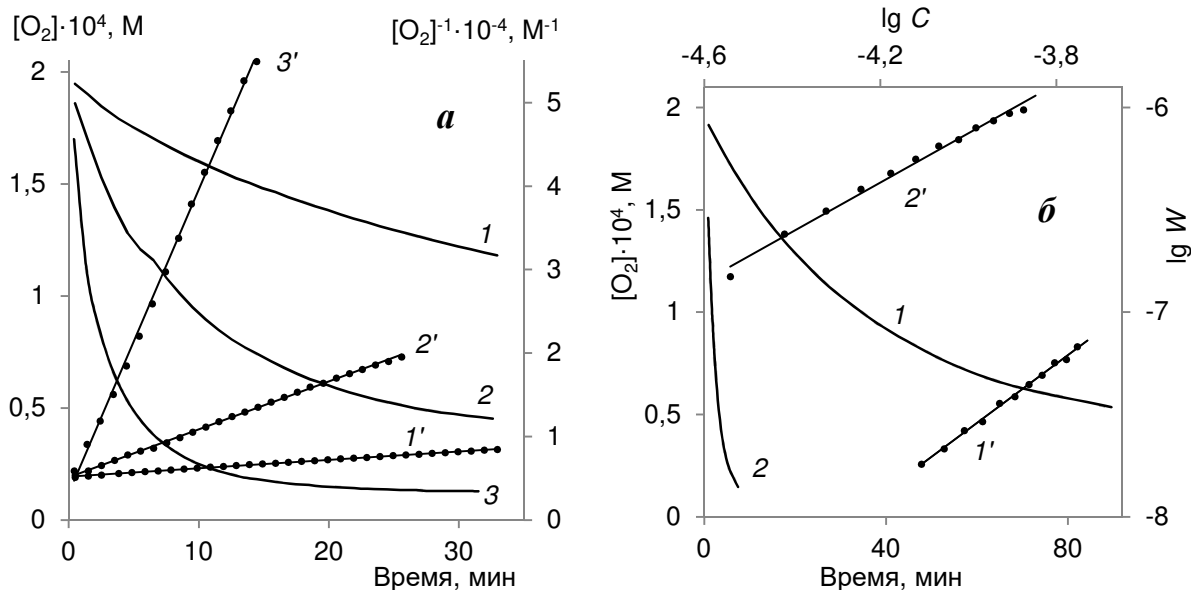 [O₂]·10⁴, М
[O₂]⁻¹·10⁻⁴, М⁻¹
2
1,5
1
0,5
0
5
4
3
2
1
0
0 10 20 30
Время, мин
а
3'
1
2'
2
1'
3
lg C
-4,6 -4,2 -3,8
[O₂]·10⁴, М
2
1,5
1
0,5
0
-6
-7
-8
lg W
0 40 80
Время, мин
б
2'
1
1'
2